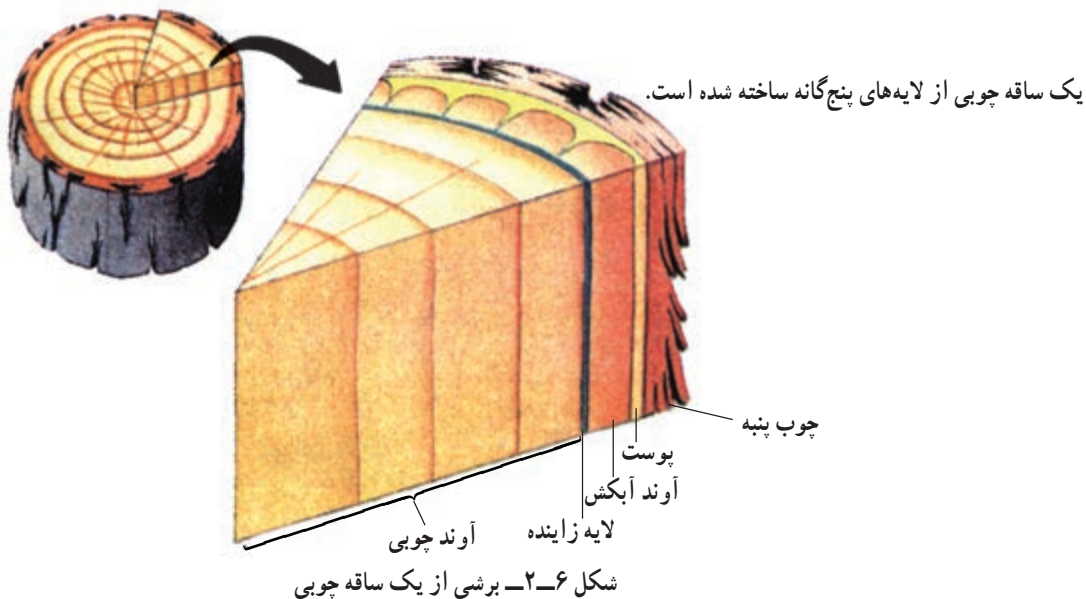 یک ساقه چوبی از لایه‌های پنج‌گانه ساخته شده است.
چوب پنبه
پوست
آوند آبکش
لایه زاینده
آوند چوبی
شکل ۶ــ۲ــ برشی از یک ساقه چوبی